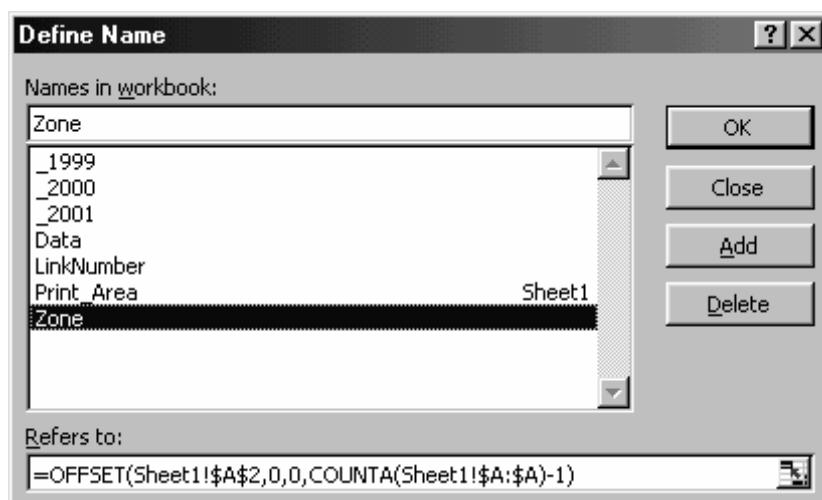 Define Name
Names in workbook:
Zone
OK
_1999
_2000
_2001
Data
LinkNumber
Print_Area Sheet1
Zone
Close
Add
Delete
Refers to:
=OFFSET(Sheet1!$A$2,0,0,COUNTA(Sheet1!$A:$A)-1)